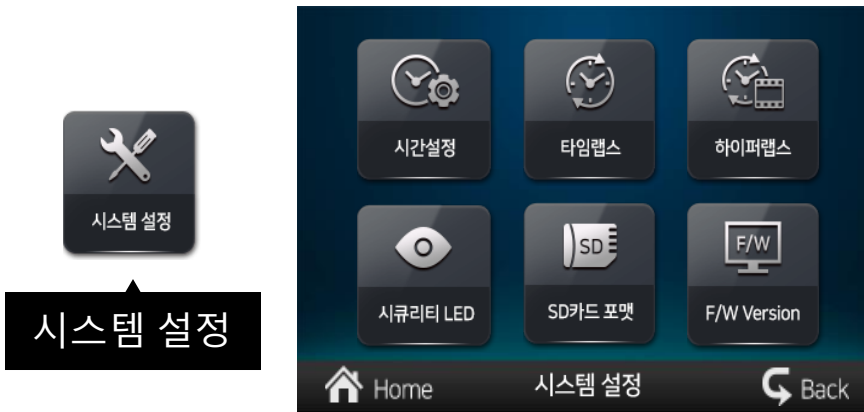 시스템 설정
시스템 설정
시간설정
타임랩스
하이퍼랩스
SD
F/W
시큐리티 LED
SD카드 포맷
F/W Version
Home
시스템 설정
Back